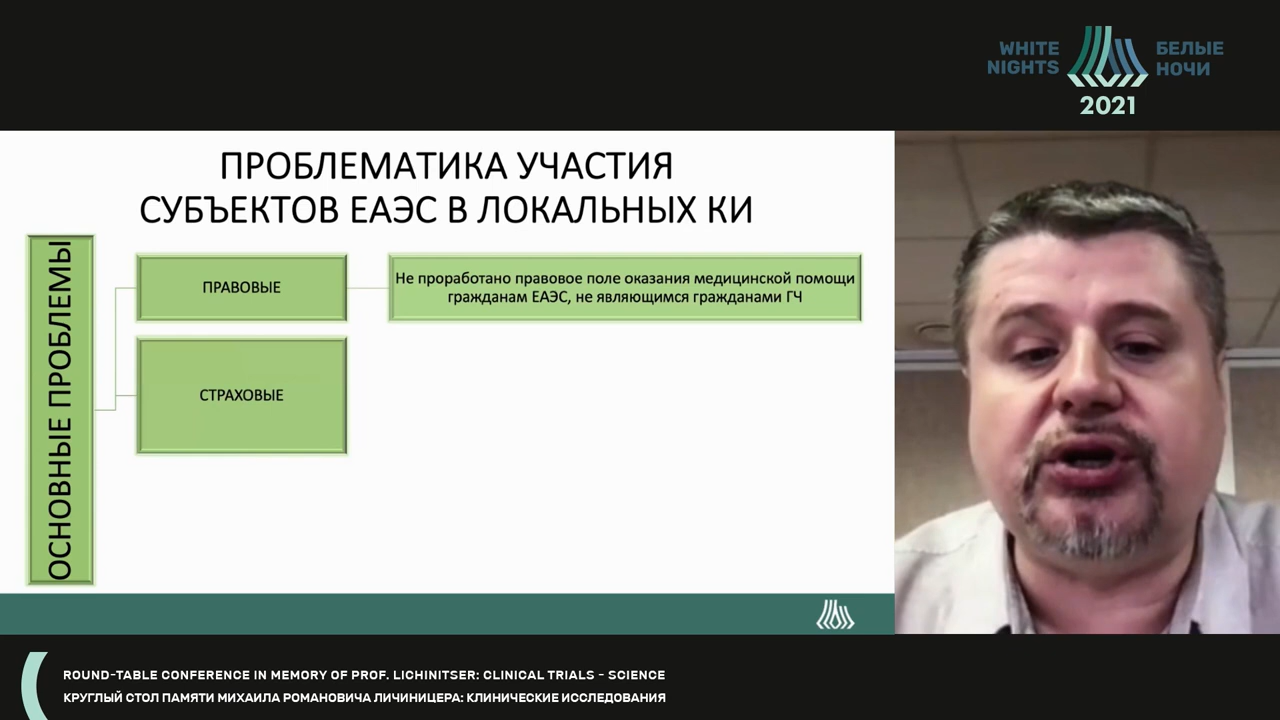 WHITE
NIGHTS
БЕЛЫЕ
НОЧИ
2021
ПРОБЛЕМАТИКА УЧАСТИЯ
СУБЪЕКТОВ ЕАЭС В ЛОКАЛЬНЫХ КИ
ОСНОВНЫЕ ПРОБЛЕМЫ
ПРАВОВЫЕ
Не проработано правовое поле оказания медицинской помощи
гражданам ЕАЭС, не являющимся гражданами ГЧ
СТРАХОВЫЕ
ROUND-TABLE CONFERENCE IN MEMORY OF PROF. LICHINITSER: CLINICAL TRIALS - SCIENCE
КРУГЛЫЙ СТОЛ ПАМЯТИ МИХАИЛА РОМАНОВИЧА ЛИЧИНИЦЕРА: КЛИНИЧЕСКИЕ ИССЛЕДОВАНИЯ